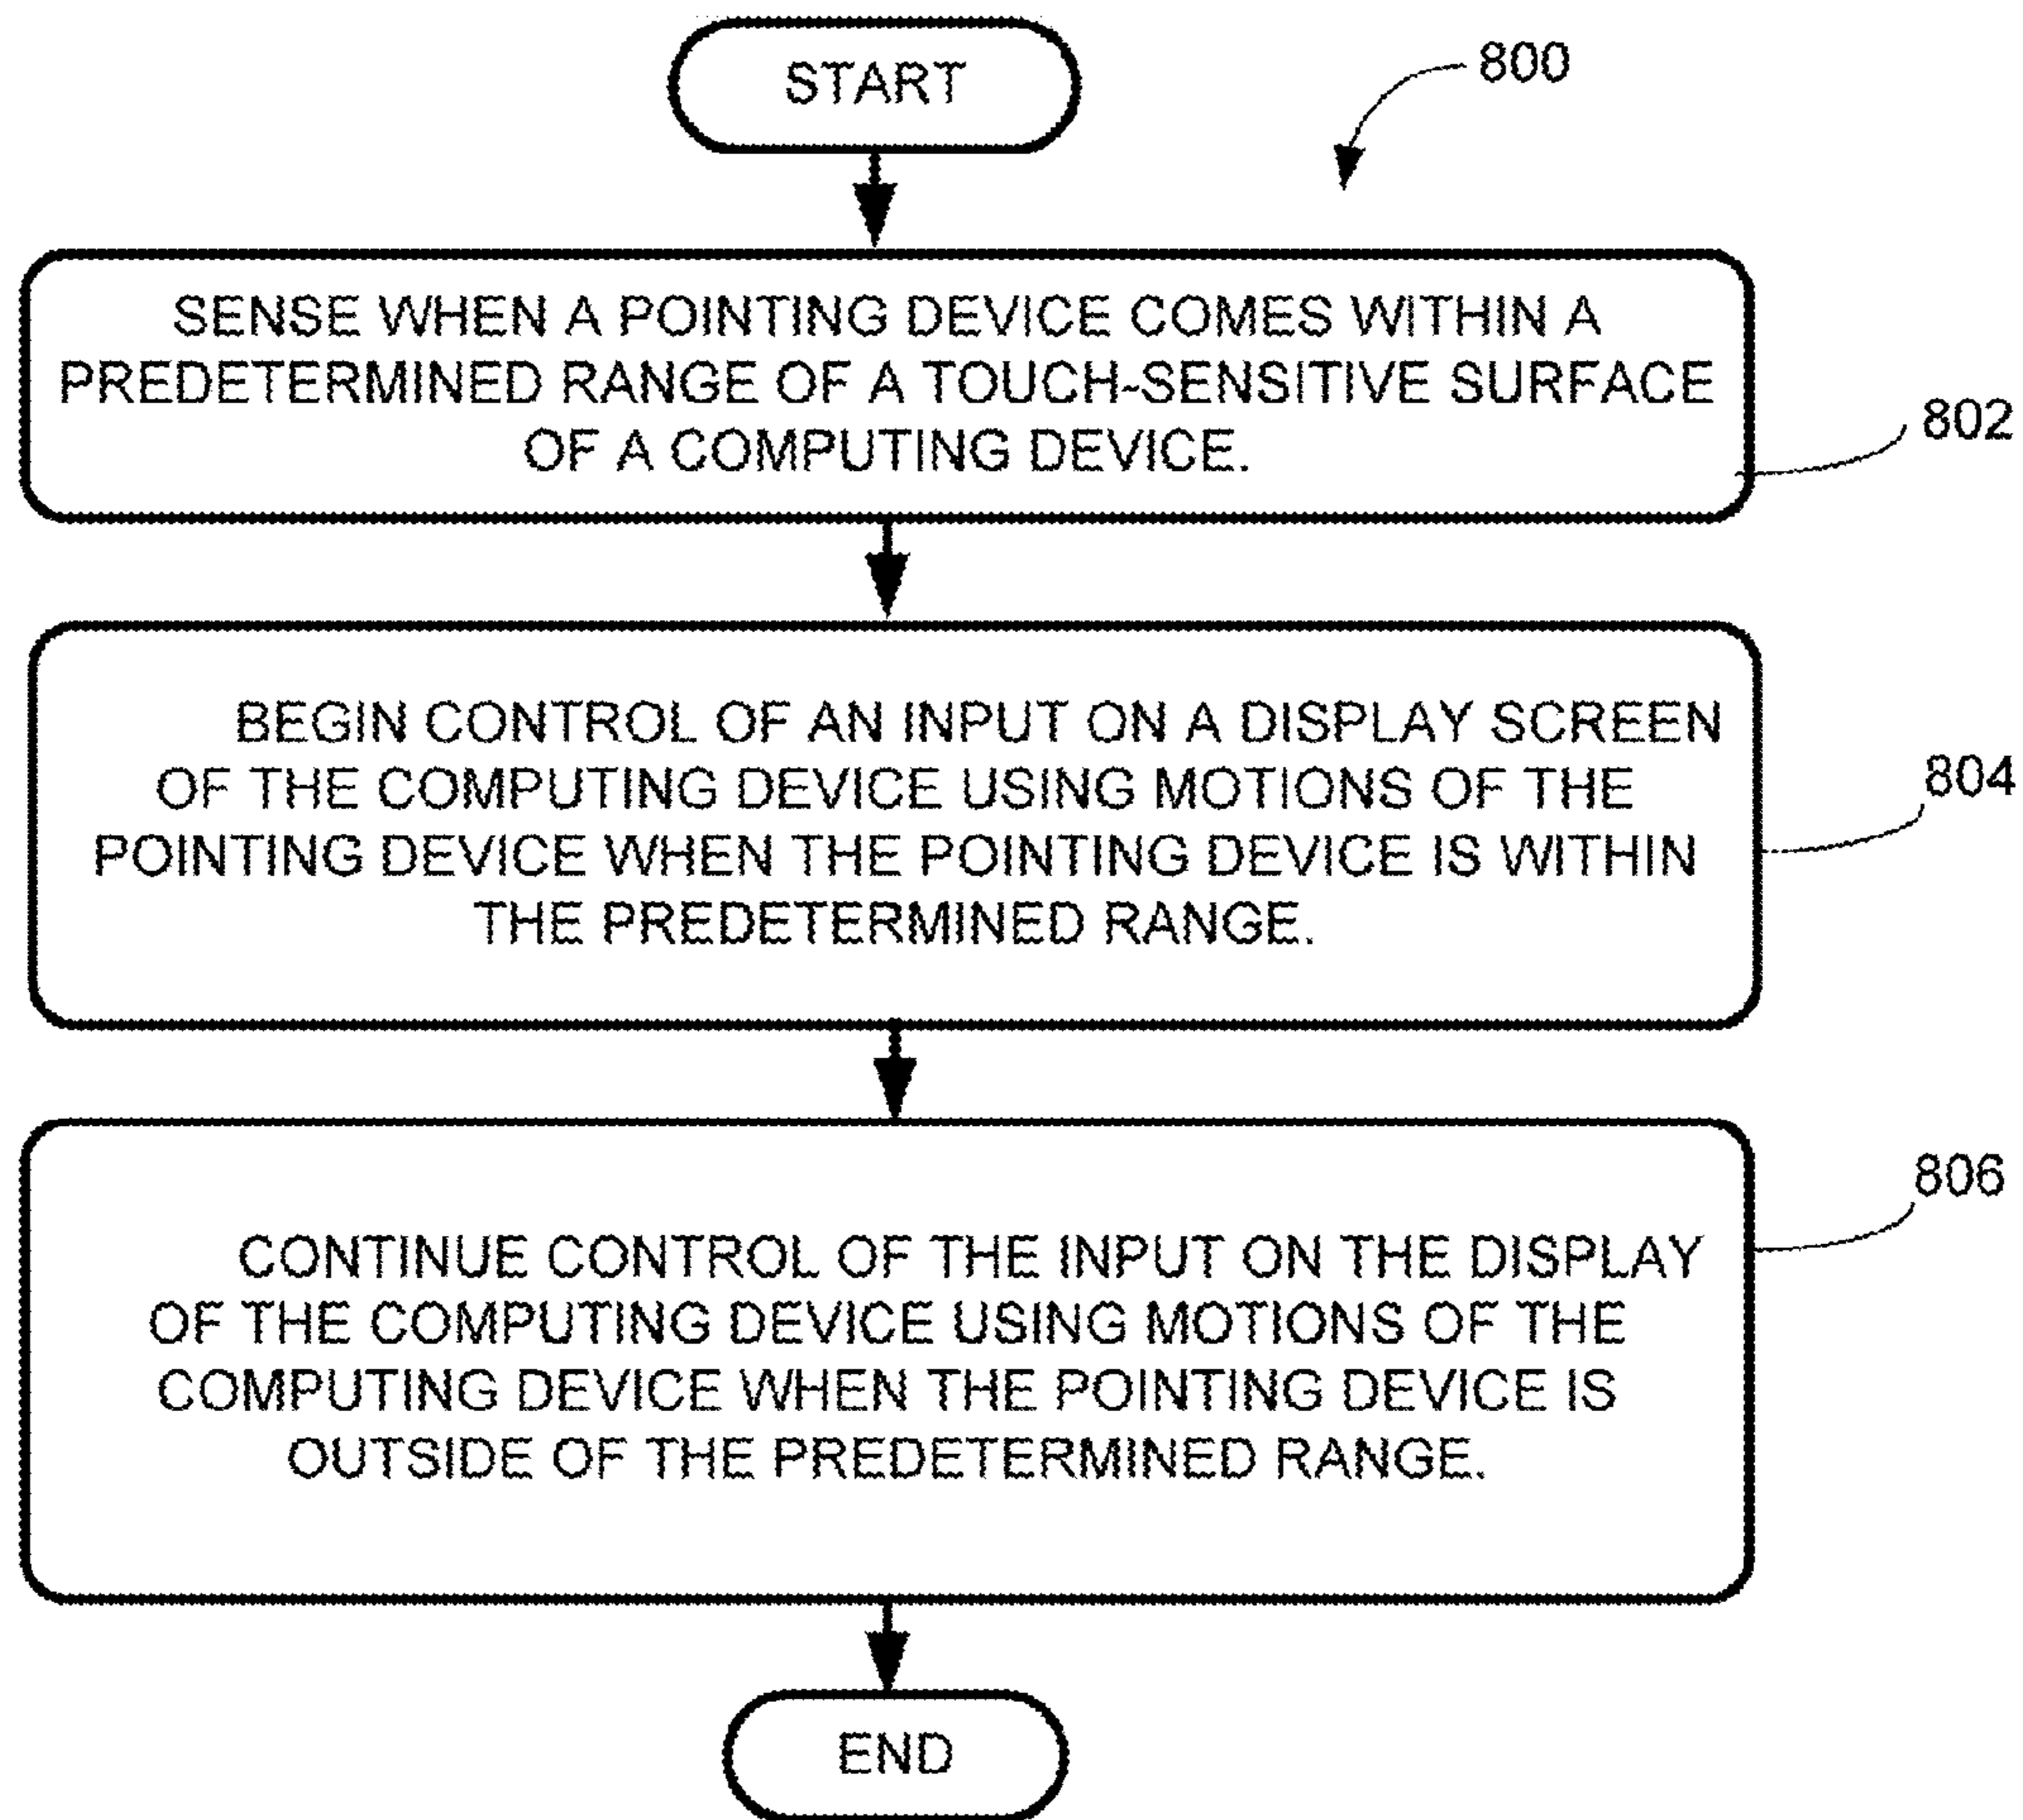 START
800
SENSE WHEN A POINTING DEVICE COMES WITHIN A
PREDETERMINED RANGE OF A TOUCH-SENSITIVE SURFACE
OF A COMPUTING DEVICE.
802
BEGIN CONTROL OF AN INPUT ON A DISPLAY SCREEN
OF THE COMPUTING DEVICE USING MOTIONS OF THE
POINTING DEVICE WHEN THE POINTING DEVICE IS WITHIN
THE PREDETERMINED RANGE.
804
CONTINUE CONTROL OF THE INPUT ON THE DISPLAY
OF THE COMPUTING DEVICE USING MOTIONS OF THE
COMPUTING DEVICE WHEN THE POINTING DEVICE IS
OUTSIDE OF THE PREDETERMINED RANGE.
806
END